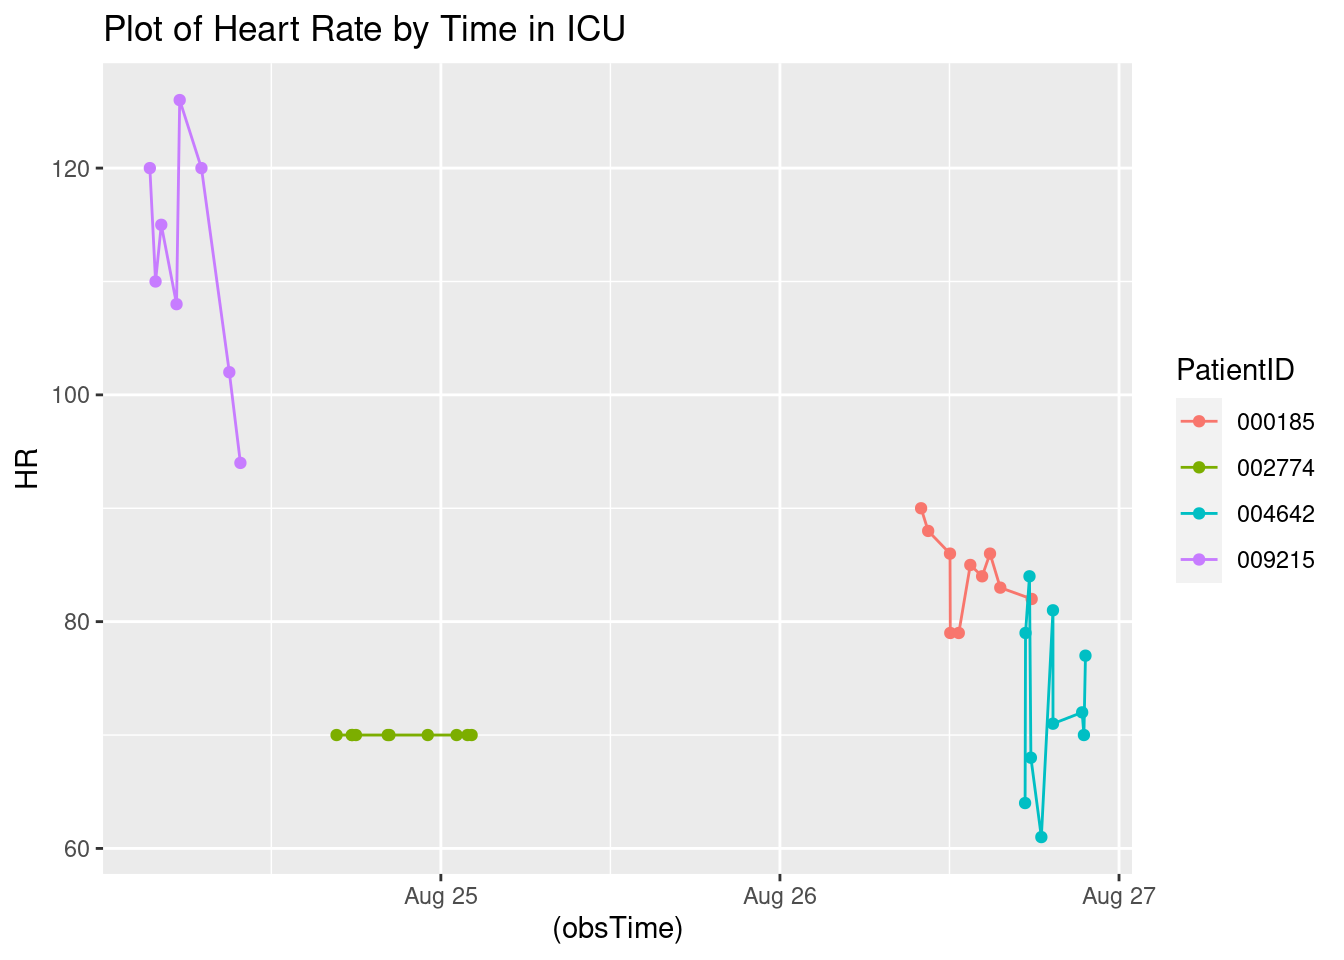 Plot of Heart Rate by Time in ICU
120
100
80
60
HR
Aug 25
Aug 26
Aug 27
(obsTime)
PatientID
000185
002774
004642
009215